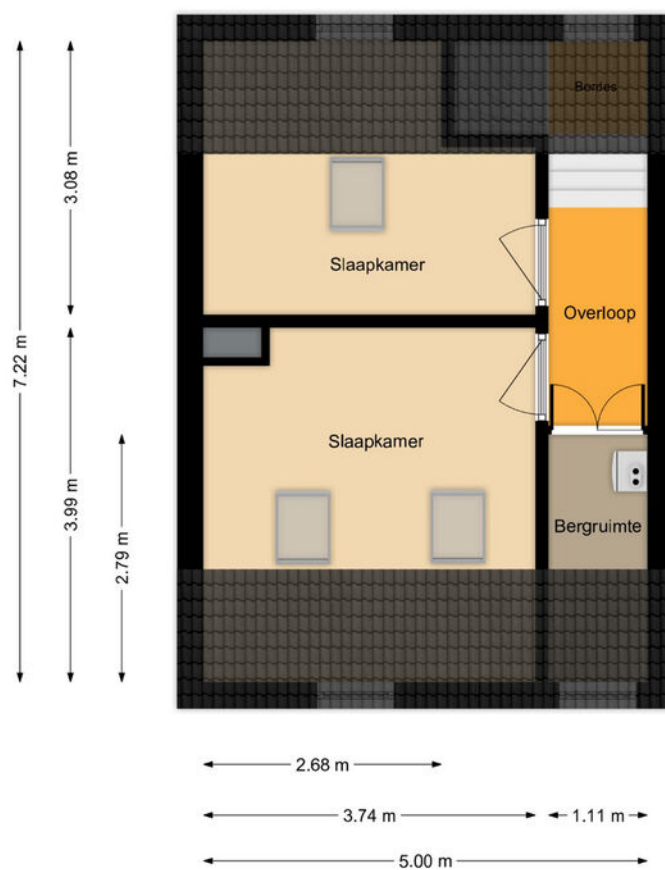 Bordes
3.08 m
Slaapkamer
Overloop
7.22 m
Slaapkamer
3.99 m
2.79 m
Bergruimte
2.68 m
3.74 m
1.11 m
5.00 m